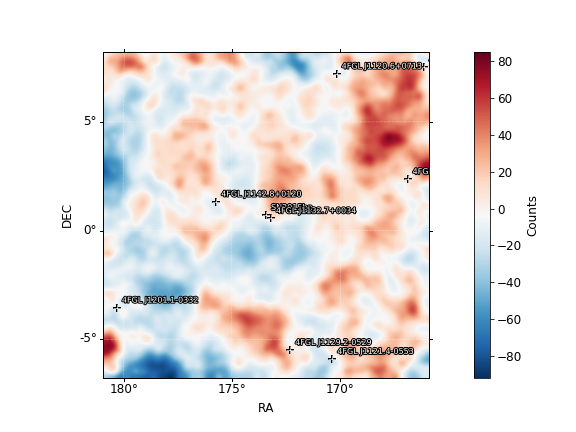 4FGL J1120.6+0713
80
60
5°
40
4FG
20
4FGL J1142.8+0120
4FGL J1132.7+0034
0
DEC
0°
Counts
−20
−40
4FGL J1201.1-0332
−60
4FGL J1129.2-0529
-5°
4FGL J1121.4-0553
−80
180°
175°
170°
RA